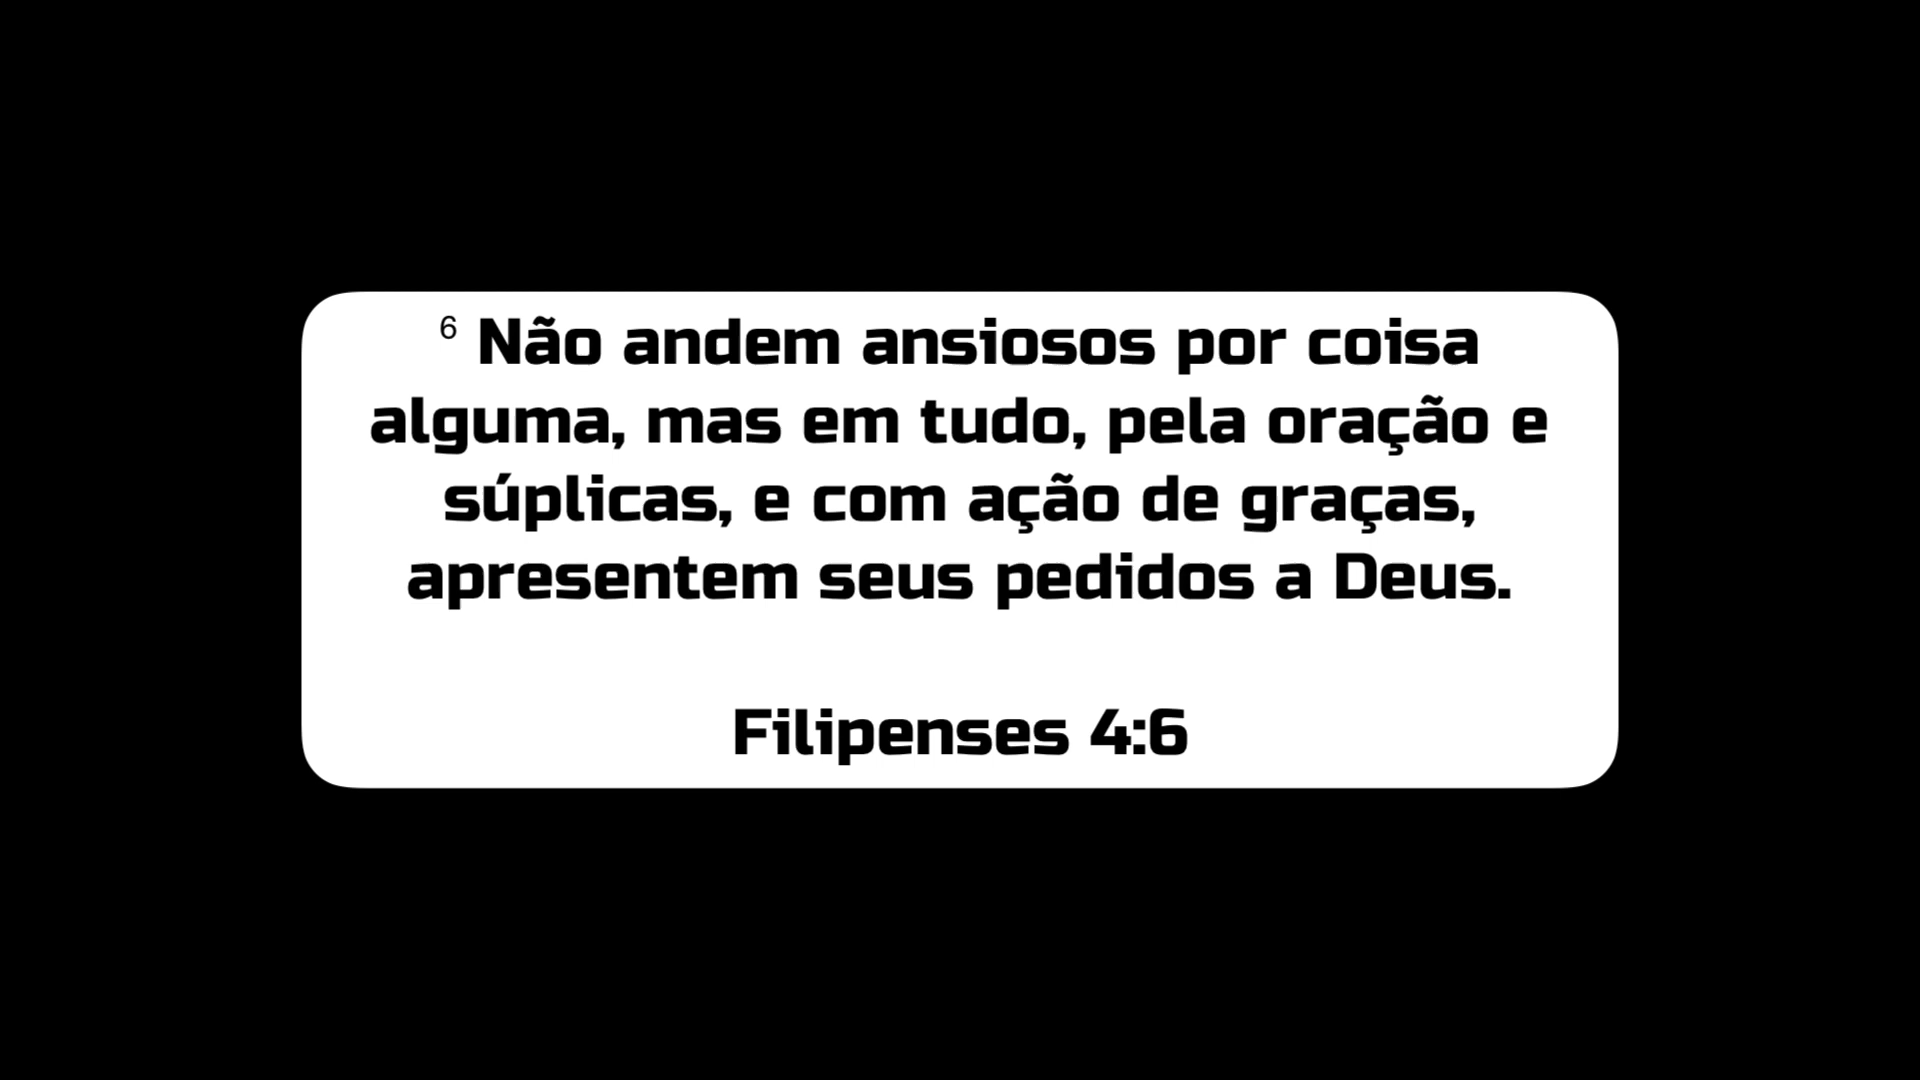 6 Não andem ansiosos por coisa
alguma, mas em tudo, pela oração e
súplicas, e com ação de graças,
apresentem seus pedidos a Deus.
Filipenses 4:6